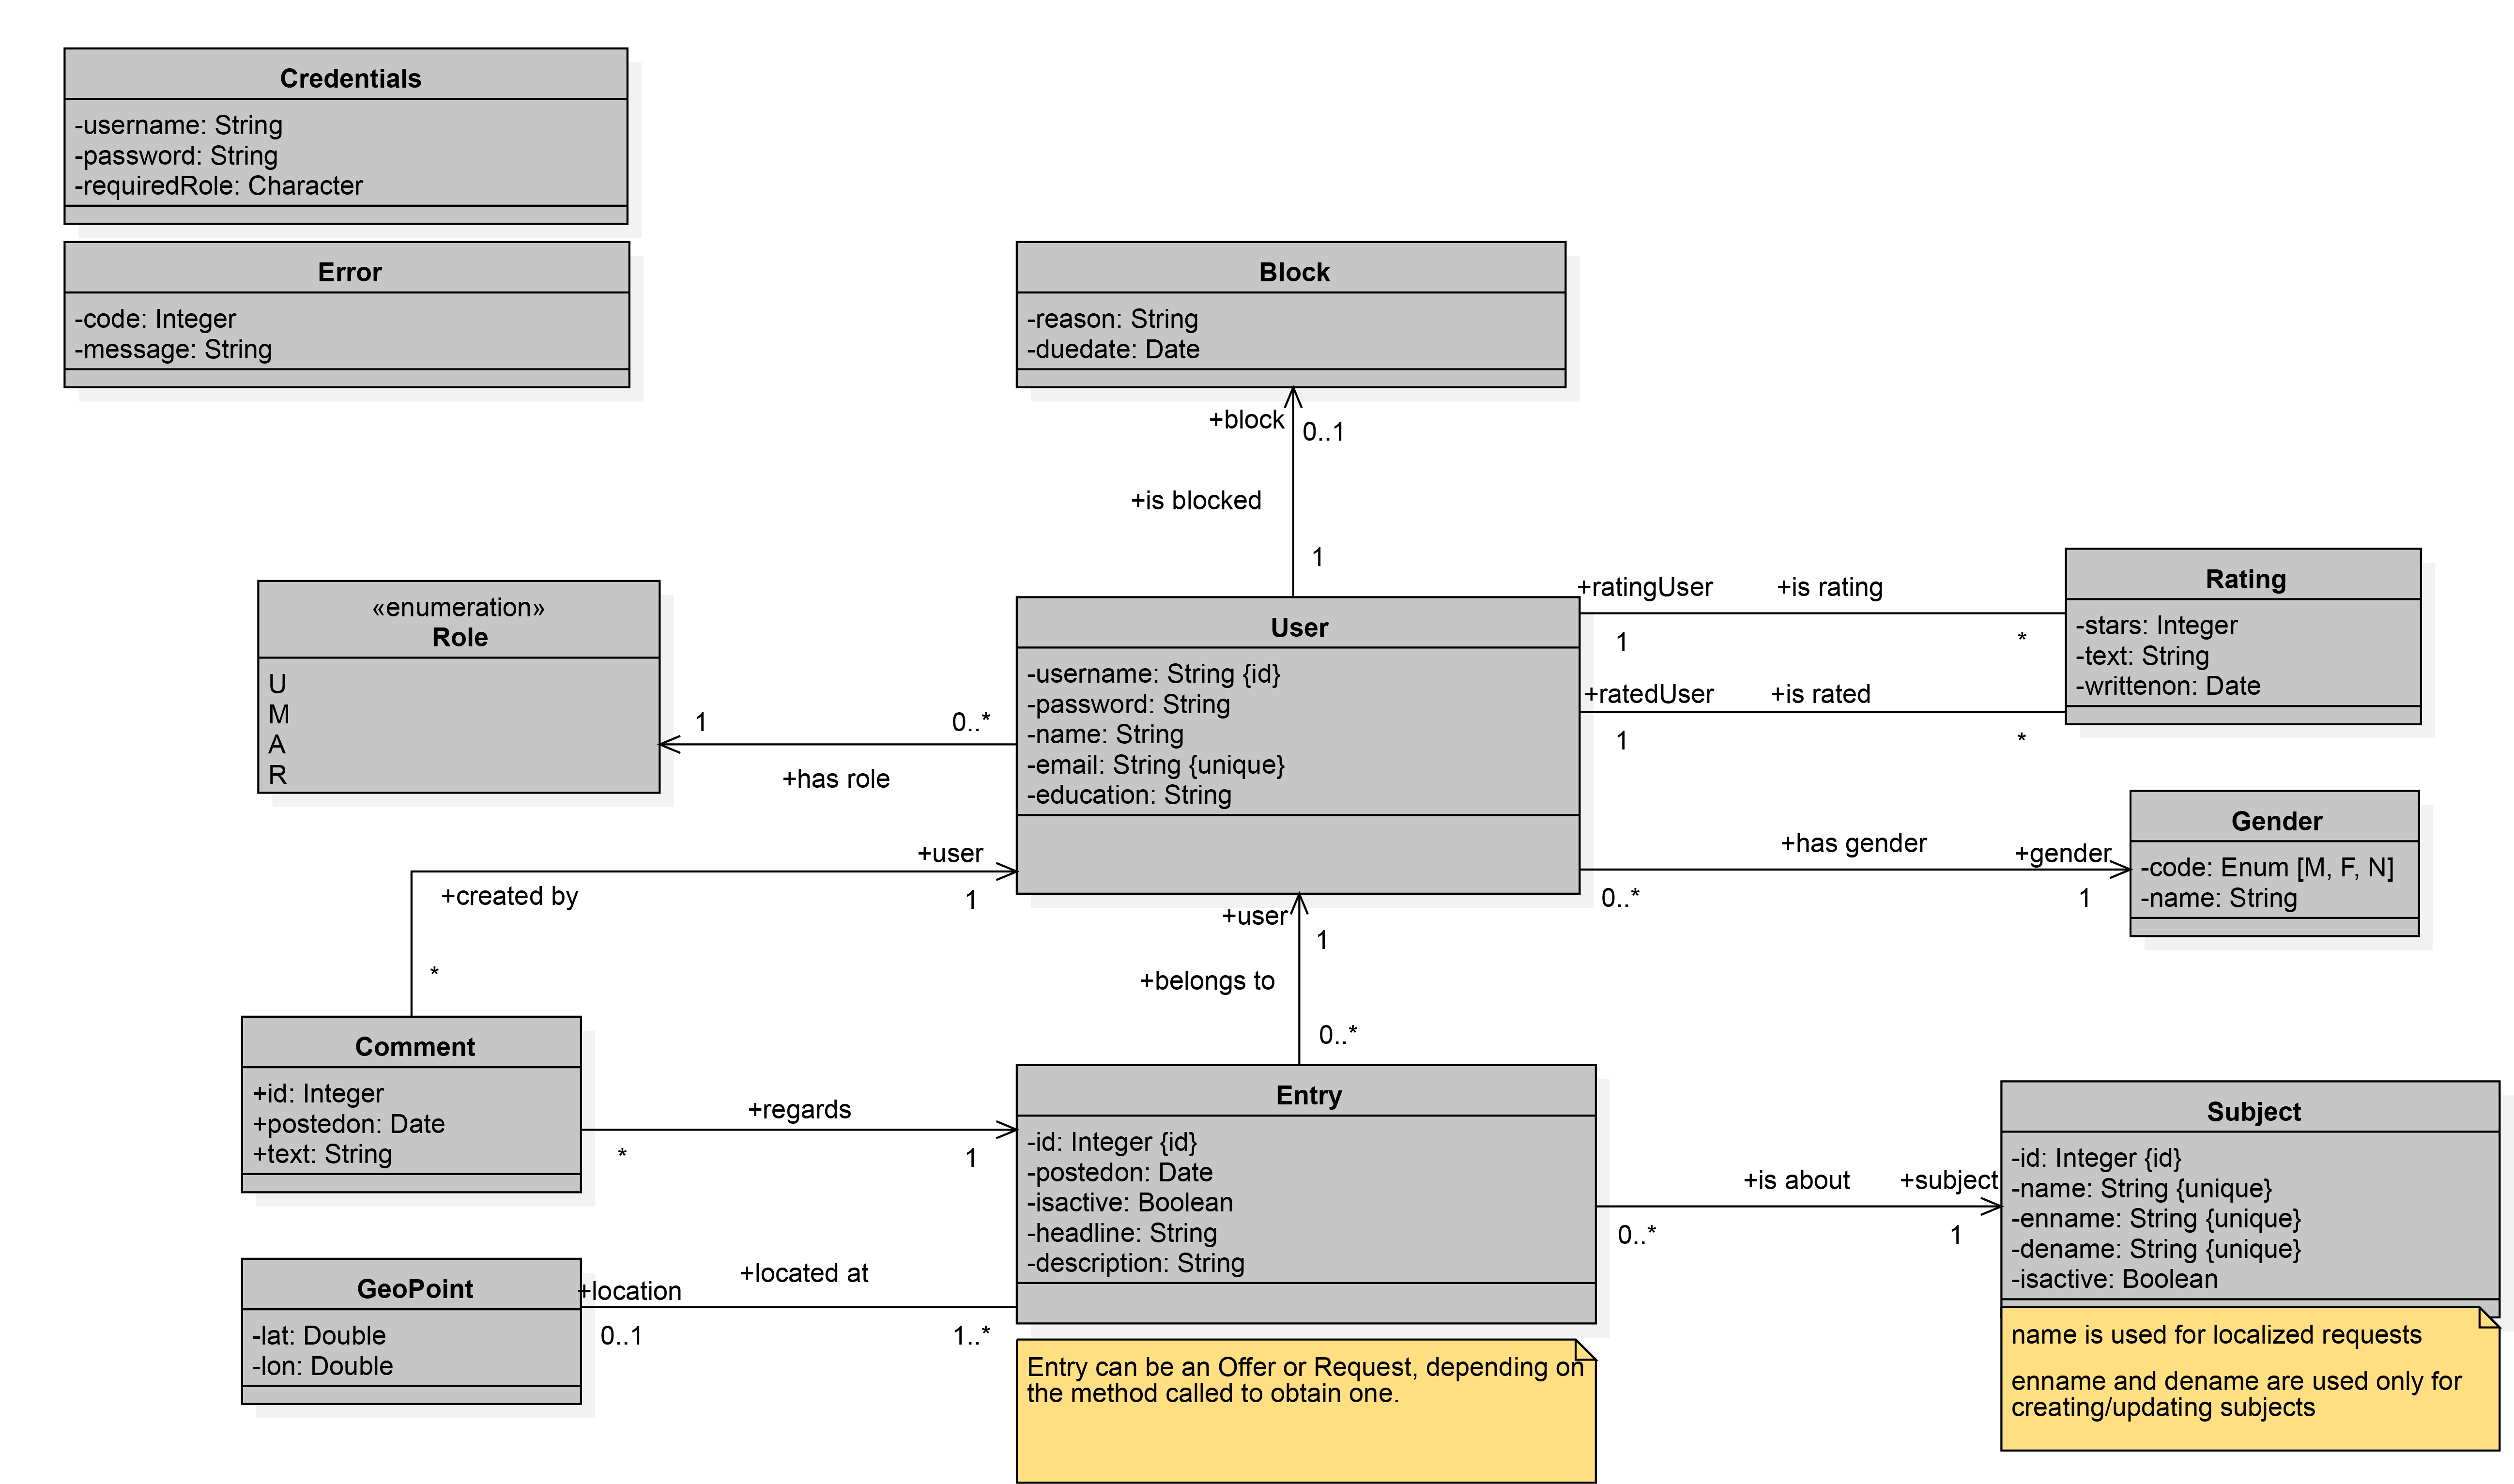 Credentials
-username: String
-password: String
-requiredRole: Character
Error
-code: Integer
-message: String
Block
-reason: String
-duedate: Date
+block
0..1
+is blocked
1
«enumeration»
Role
U
M
A
R
1
0..*
+has role
User
-username: String {id}
-password: String
-name: String
-email: String {unique}
-education: String
+ratingUser
+is rating
1
*
+ratedUser
+is rated
1
*
Rating
-stars: Integer
-text: String
-writtenon: Date
+has gender
+gender
0..*
1
Gender
-code: Enum [M, F, N]
-name: String
+user
+created by
1
*
+user
1
+belongs to
0..*
Comment
+id: Integer
+postedon: Date
+text: String
+regards
*
1
Entry
-id: Integer {id}
-postedon: Date
-isactive: Boolean
-headline: String
-description: String
+is about
+subject
0..*
1
Subject
-id: Integer {id}
-name: String {unique}
-enname: String {unique}
-dename: String {unique}
-isactive: Boolean
GeoPoint
-lat: Double
-lon: Double
+location
+located at
0..1
1..*
Entry can be an Offer or Request, depending on
the method called to obtain one.
name is used for localized requests
enname and dename are used only for
creating/updating subjects